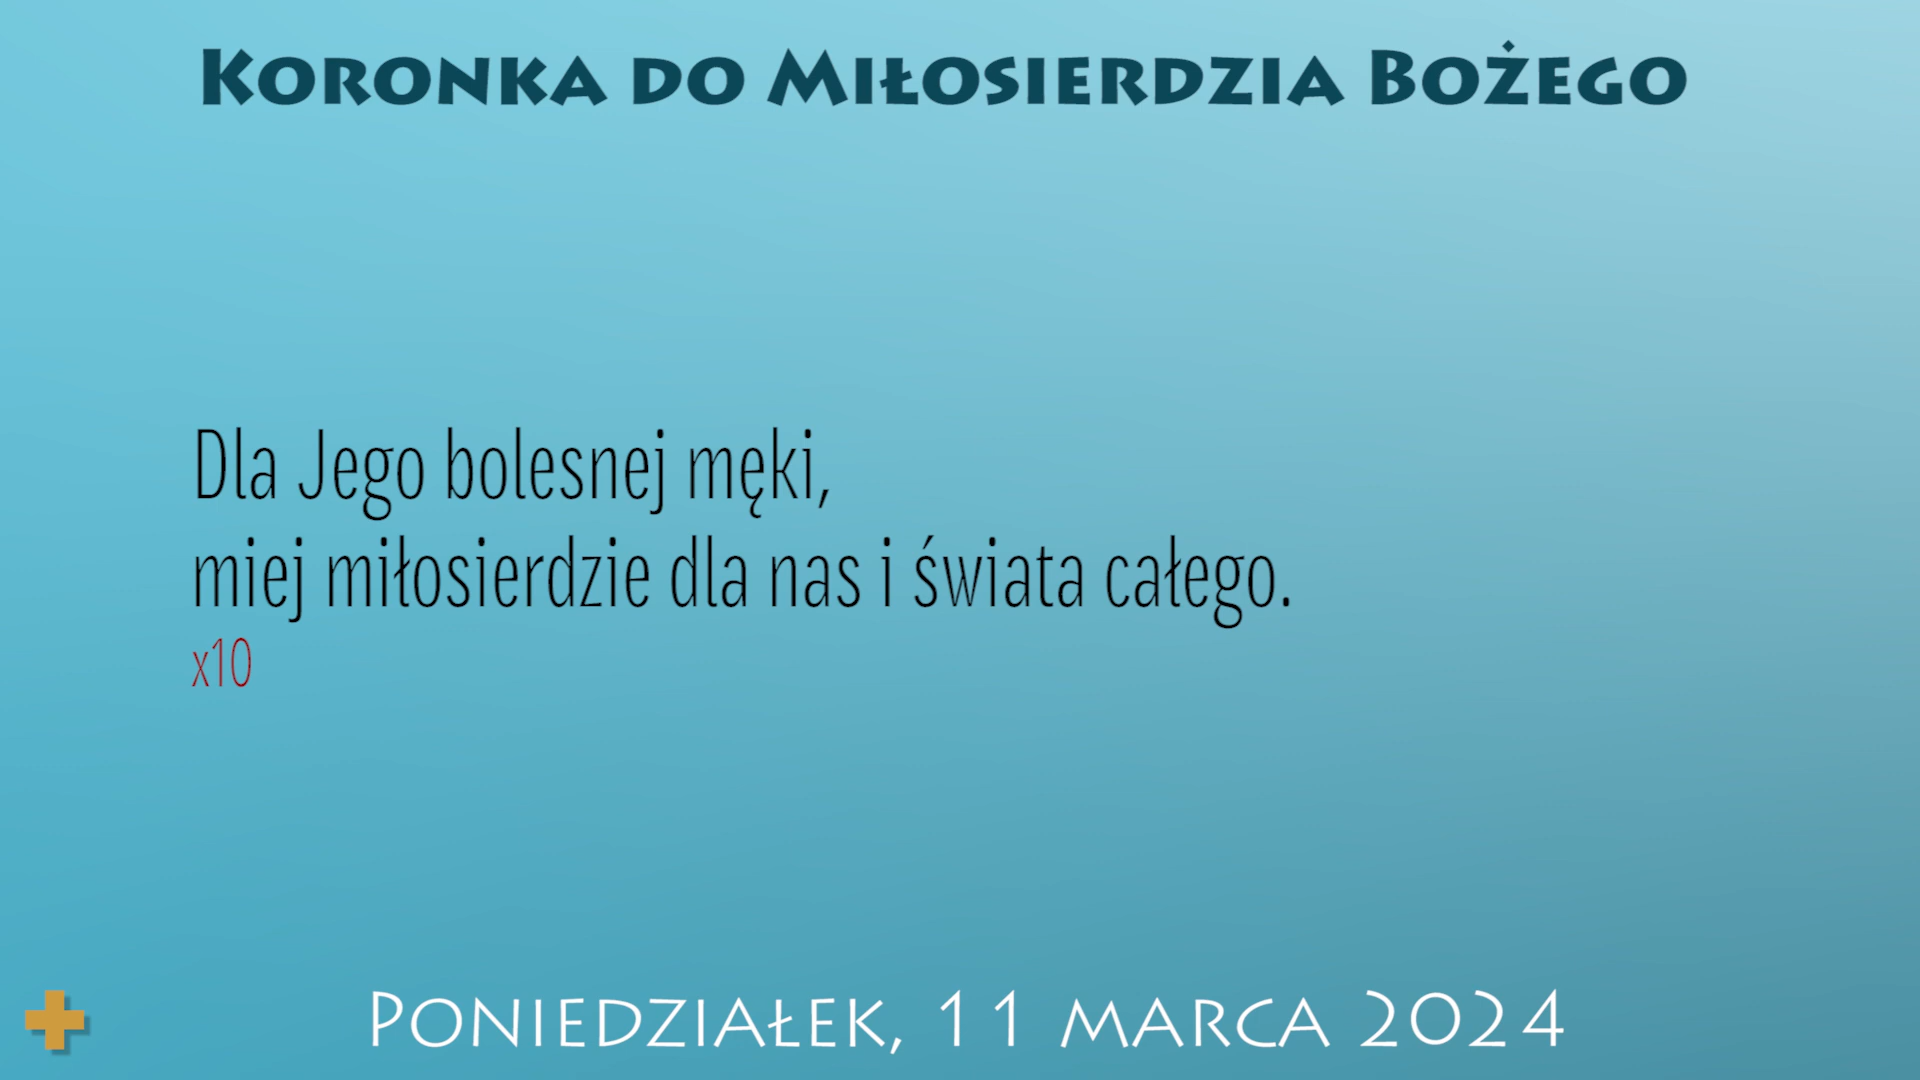 Koronka do Miłosierdzia Bożego
Dla Jego bolesnej męki,
miej miłosierdzie dla nas i świata całego.
x10
Poniedziałek, 11 marca 2024